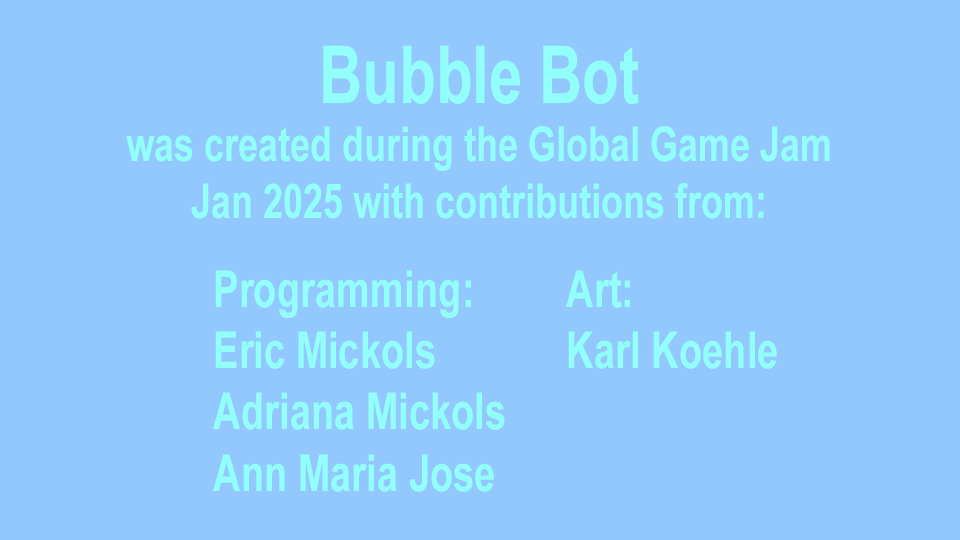 Bubble Bot
was created during the Global Game Jam
Jan 2025 with contributions from:
Programming:
Eric Mickols
Adriana Mickols
Ann Maria Jose
Art:
Karl Koehle